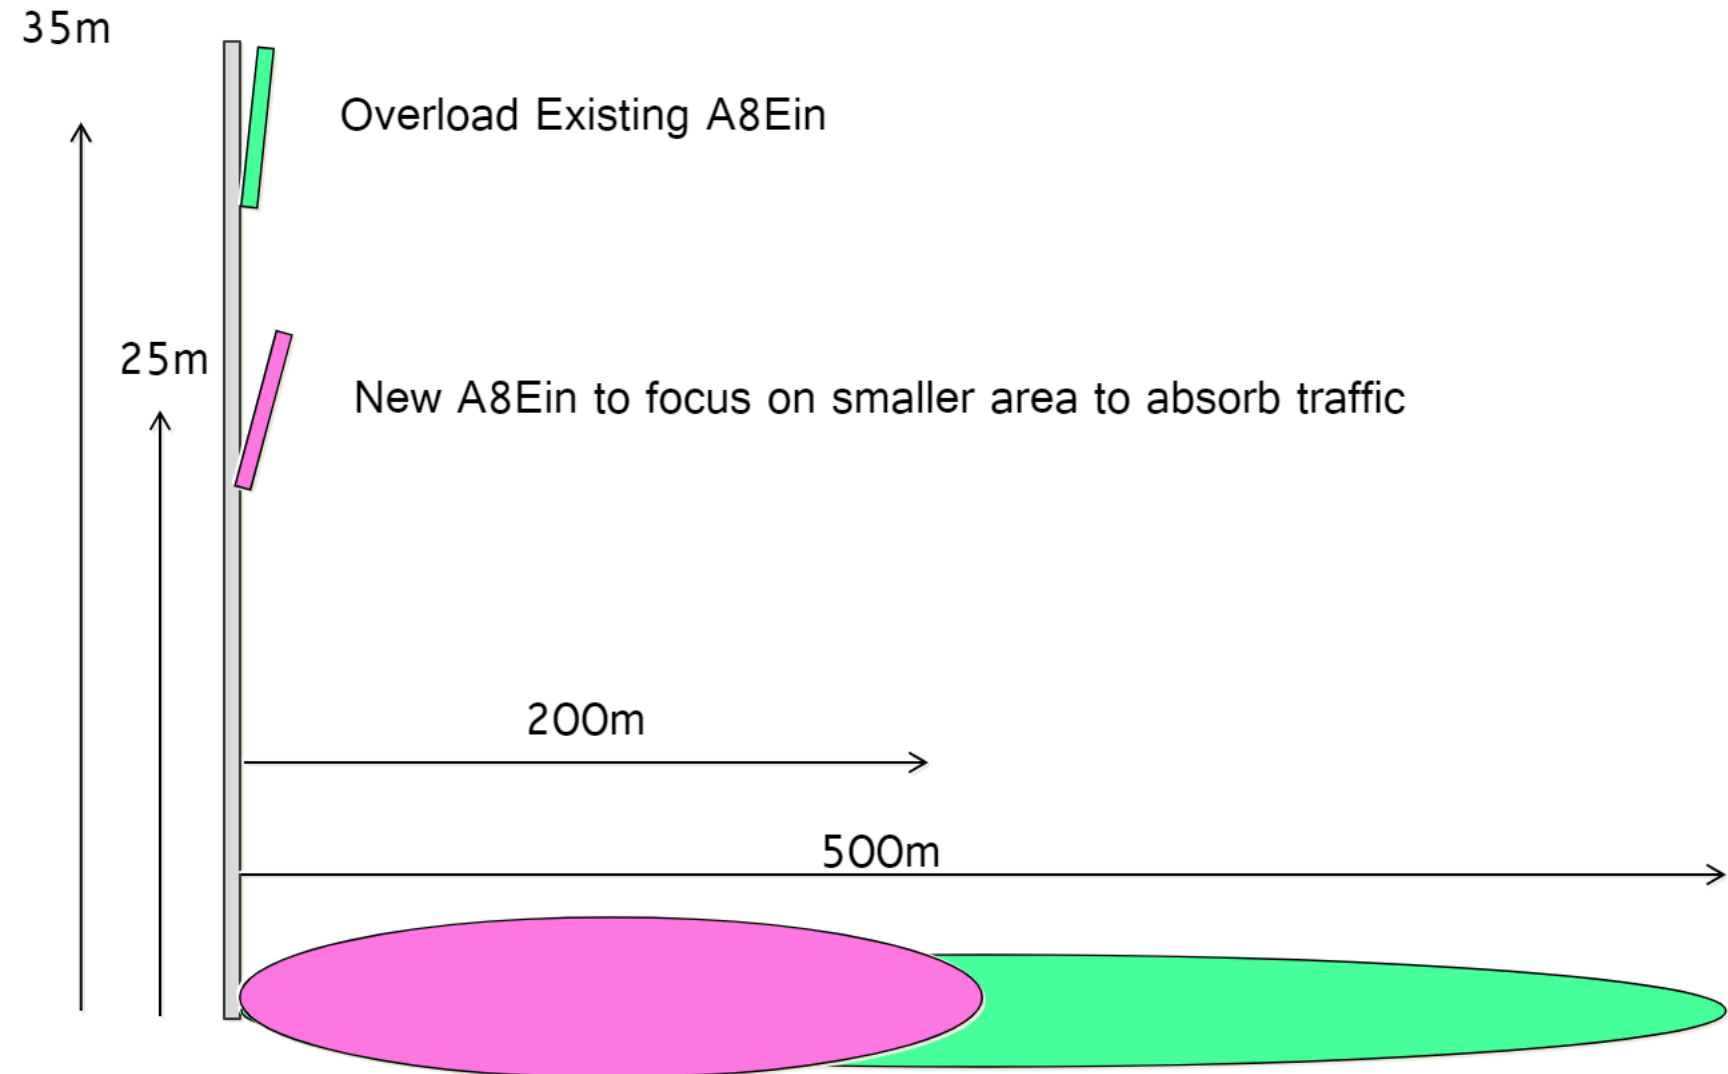 35m
Overload Existing A8Ein
25m
New A8Ein to focus on smaller area to absorb traffic
200m
500m